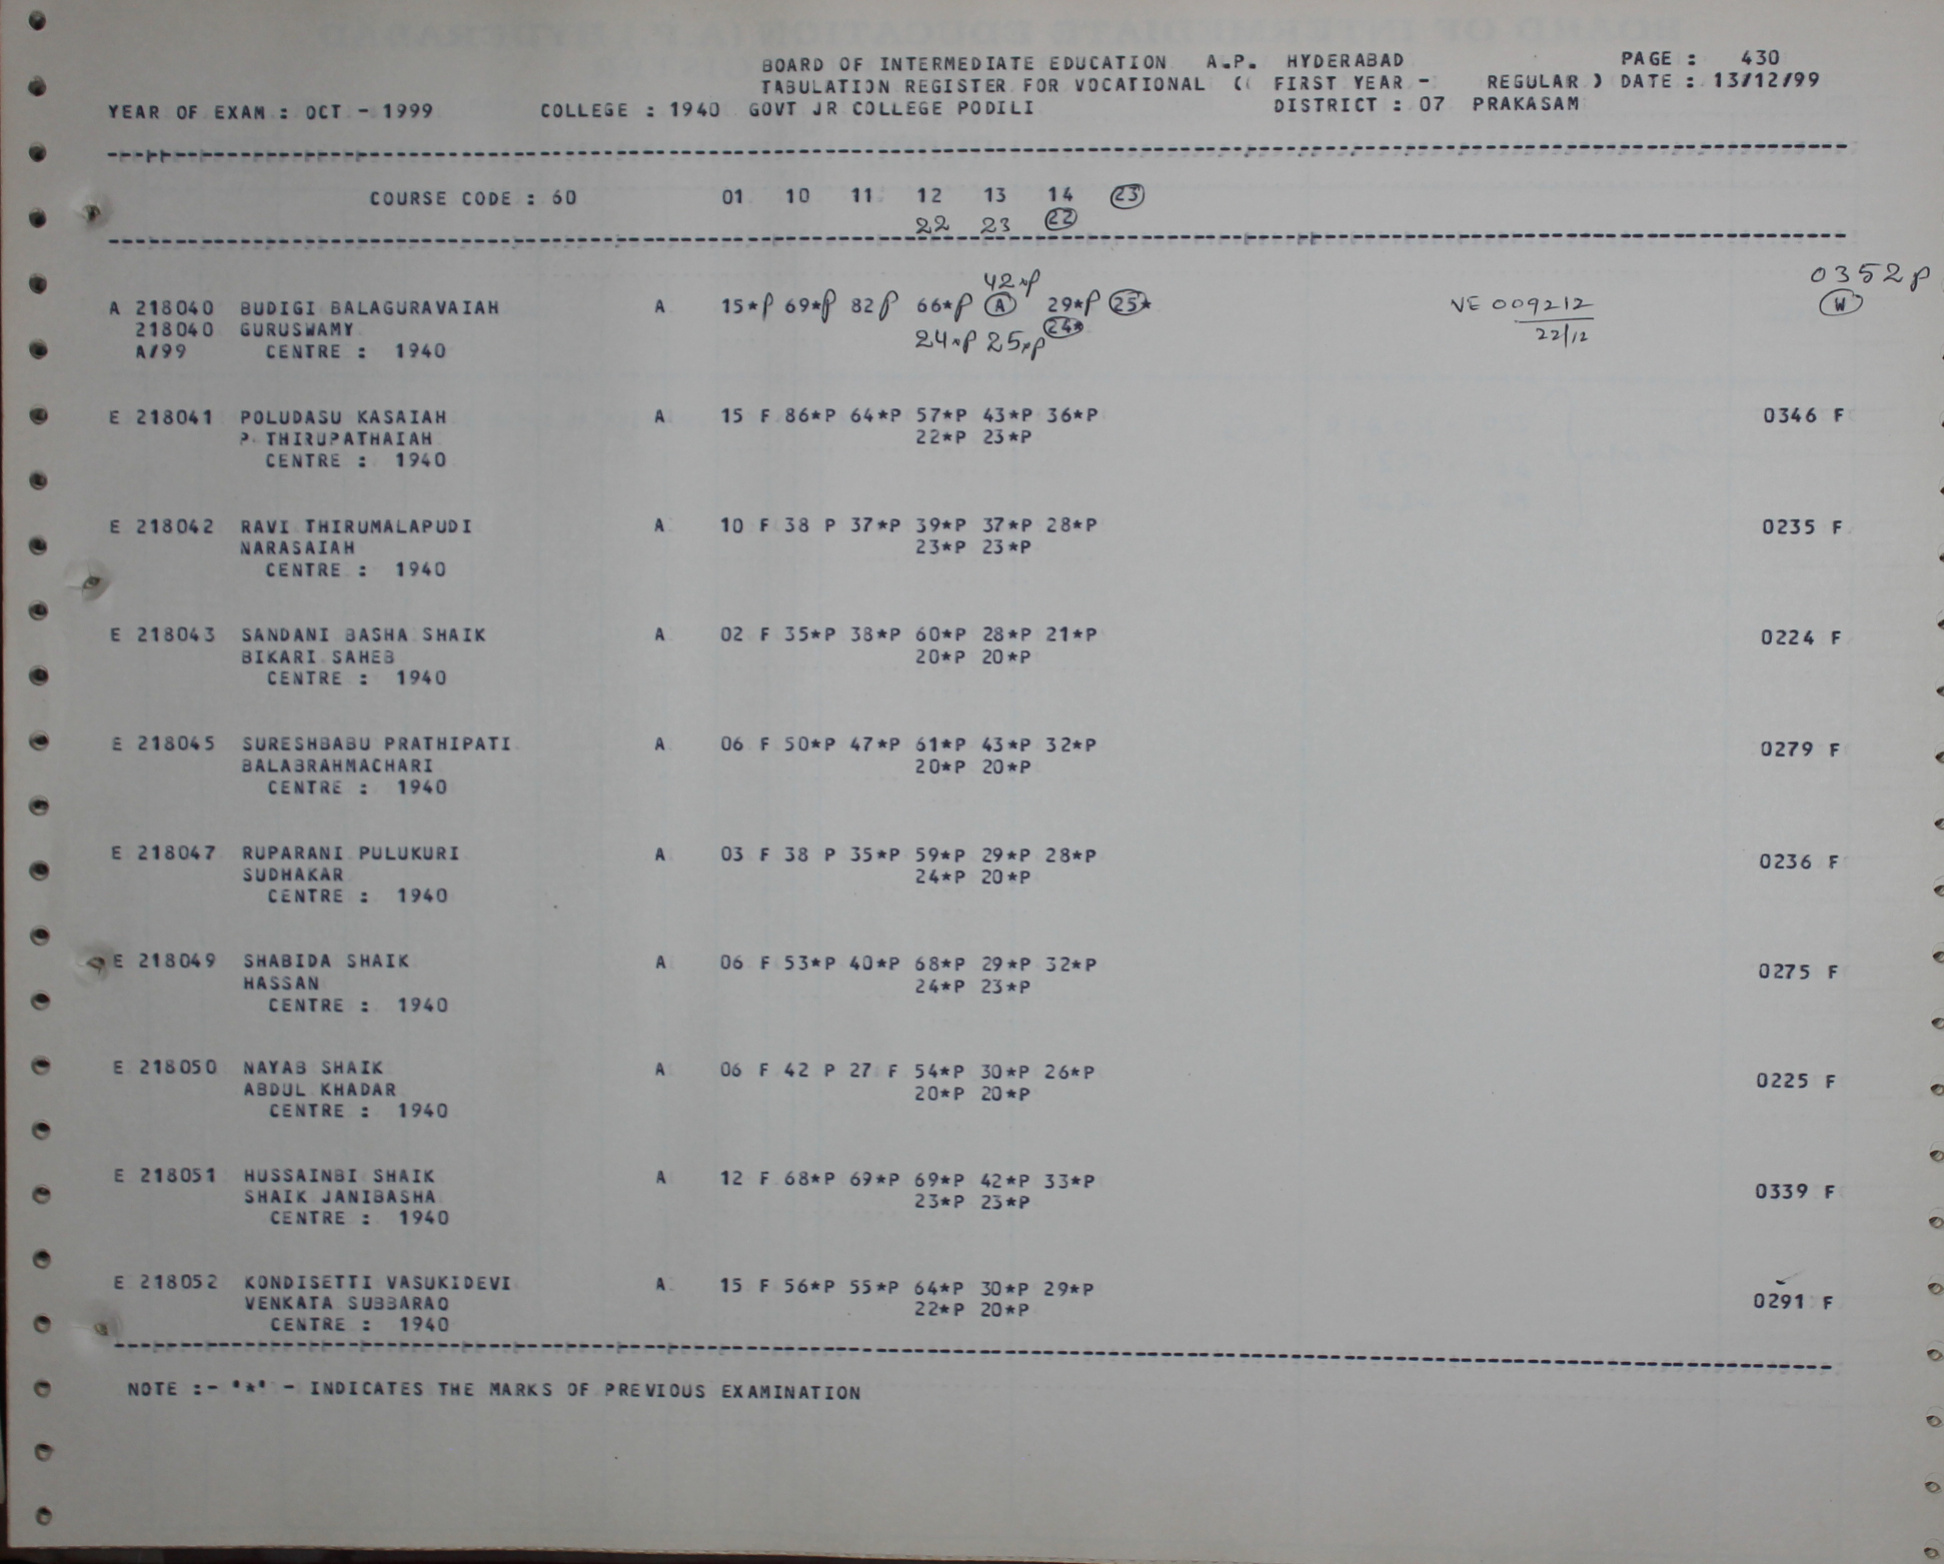 BOARD OF INTERMEDIATE EDUCATION A.P. HYDERABAD PAGE : 430
TABULATION REGISTER FOR VOCATIONAL (( FIRST YEAR - REGULAR ) DATE : 13/12/99
YEAR OF EXAM : OCT - 1999 COLLEGE : 1940 GOVT JR COLLEGE PODILI DISTRICT : 07 PRAKASAM
COURSE CODE : 60 01 10 11 12 13 14 23
22 23 22
42*P 0352 P
A 218040 BUDIGI BALAGURAVAIAH A 15*P 69*P 82 P 66*P A 29*P 25* VE 009212 W
218040 GURUSWAMY 24*P 25*P 24* 22/12
A/99 CENTRE : 1940
E 218041 POLUDASU KASAIAH A 15 F 86*P 64*P 57*P 43*P 36*P 0346 F
P THIRUPATHAIAH 22*P 23*P
CENTRE : 1940
E 218042 RAVI THIRUMALAPUDI A 10 F 38 P 37*P 39*P 37*P 28*P 0235 F
NARASAIAH 23*P 23*P
CENTRE : 1940
E 218043 SANDANI BASHA SHAIK A 02 F 35*P 38*P 60*P 28*P 21*P 0224 F
BIKARI SAHEB 20*P 20*P
CENTRE : 1940
E 218045 SURESHBABU PRATHIPATI A 06 F 50*P 47*P 61*P 43*P 32*P 0279 F
BALABRAHMACHARI 20*P 20*P
CENTRE : 1940
E 218047 RUPARANI PULUKURI A 03 F 38 P 35*P 59*P 29*P 28*P 0236 F
SUDHAKAR 24*P 20*P
CENTRE : 1940
E 218049 SHABIDA SHAIK A 06 F 53*P 40*P 68*P 29*P 32*P 0275 F
HASSAN 24*P 23*P
CENTRE : 1940
E 218050 NAYAB SHAIK A 06 F 42 P 27 F 54*P 30*P 26*P 0225 F
ABDUL KHADAR 20*P 20*P
CENTRE : 1940
E 218051 HUSSAINBI SHAIK A 12 F 68*P 69*P 69*P 42*P 33*P 0339 F
SHAIK JANIBASHA 23*P 23*P
CENTRE : 1940
E 218052 KONDISETTI VASUKIDEVI A 15 F 56*P 55*P 64*P 30*P 29*P 0291 F
VENKATA SUBBARAO 22*P 20*P
CENTRE : 1940
NOTE :- '*' - INDICATES THE MARKS OF PREVIOUS EXAMINATION